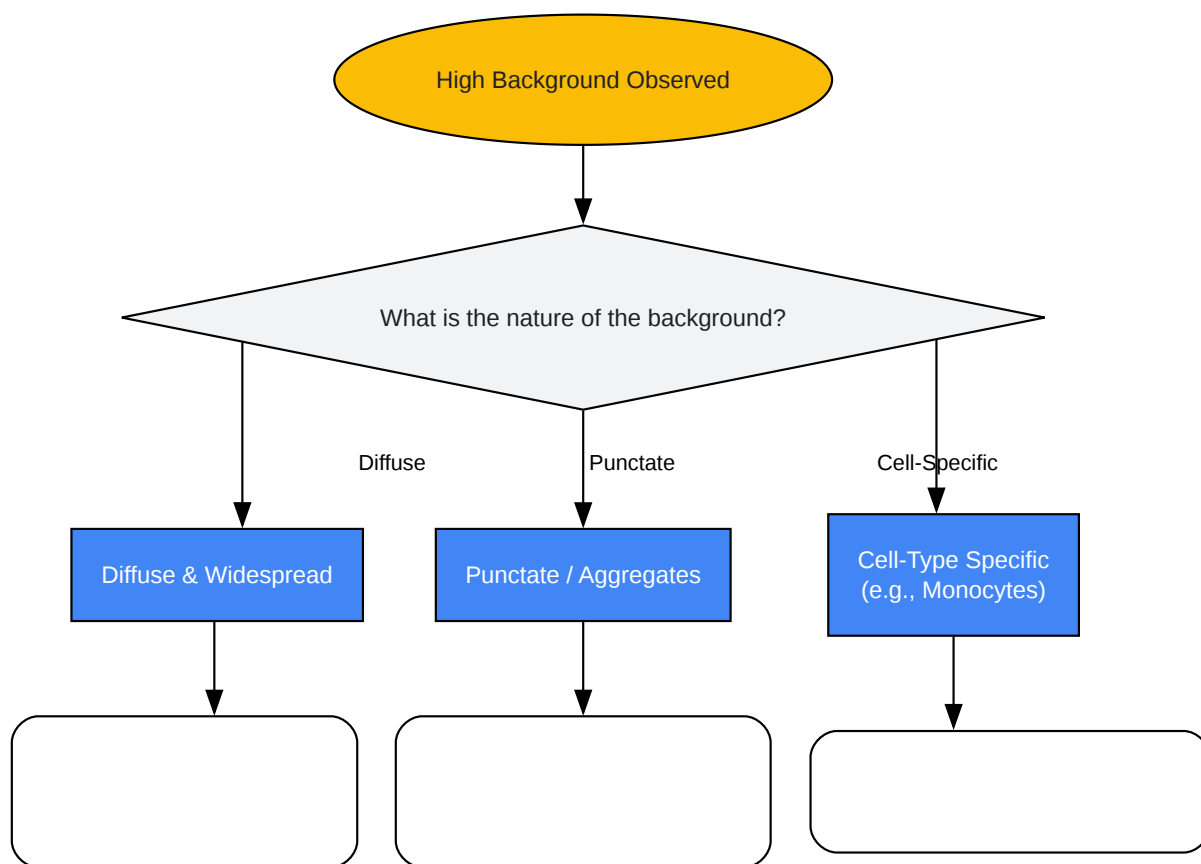 High Background Observed
What is the nature of the background?
Diffuse
Punctate
Cell-Specific
Diffuse & Widespread
Punctate / Aggregates
Cell-Type Specific
(e.g., Monocytes)